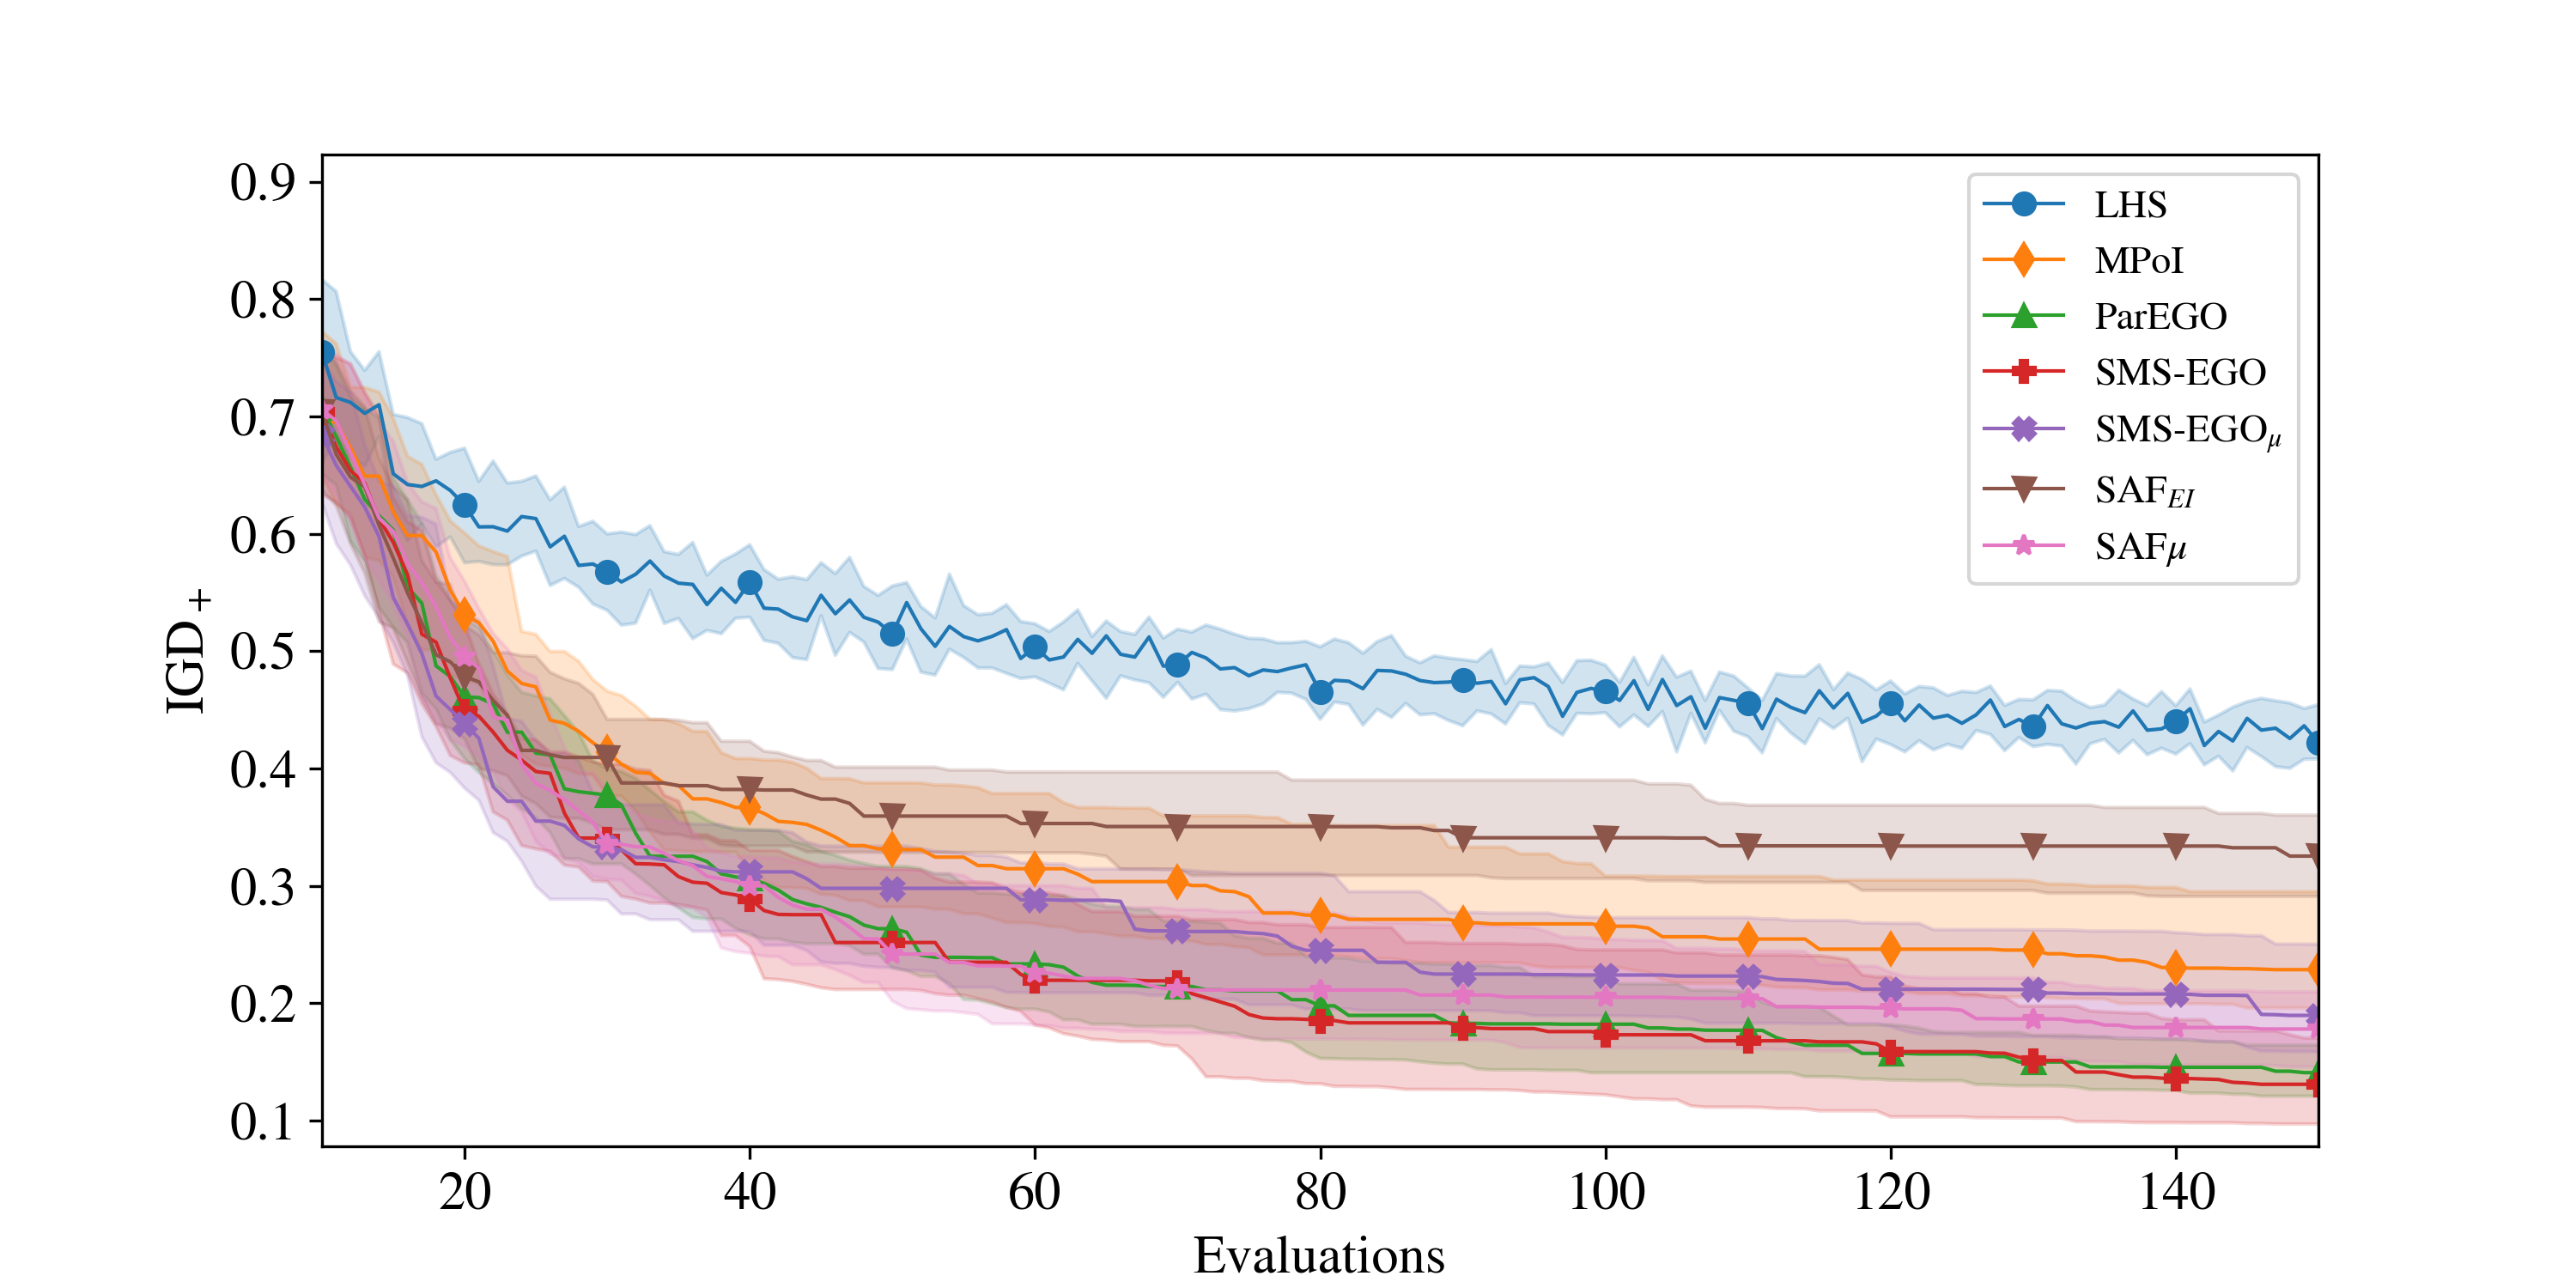 0.9
0.8
0.7
0.6
0.5
0.4
0.3
0.2
0.1
IGD₊
20 40 60 80 100 120 140
Evaluations
LHS
MPoI
ParEGO
SMS-EGO
SMS-EGOμ
SAF_EI
SAFμ